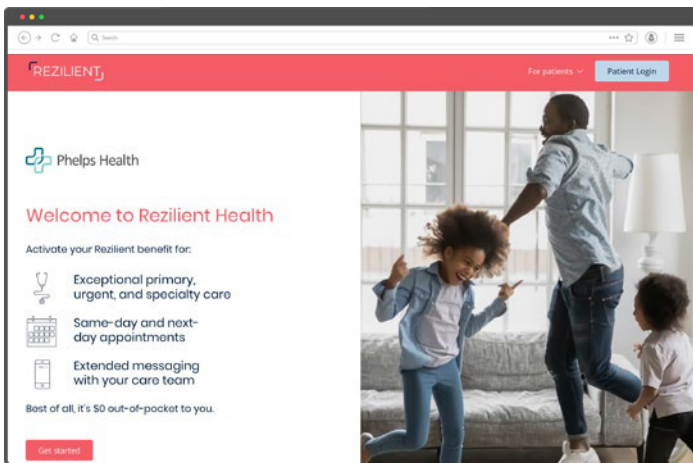 Search
REZILIENT
For patients
Patient Login
Phelps Health
Welcome to Rezilient Health
Activate your Rezilient benefit for:
Exceptional primary,
urgent, and specialty care
Same-day and next-
day appointments
Extended messaging
with your care team
Best of all, it's $0 out-of-pocket to you.
Get started